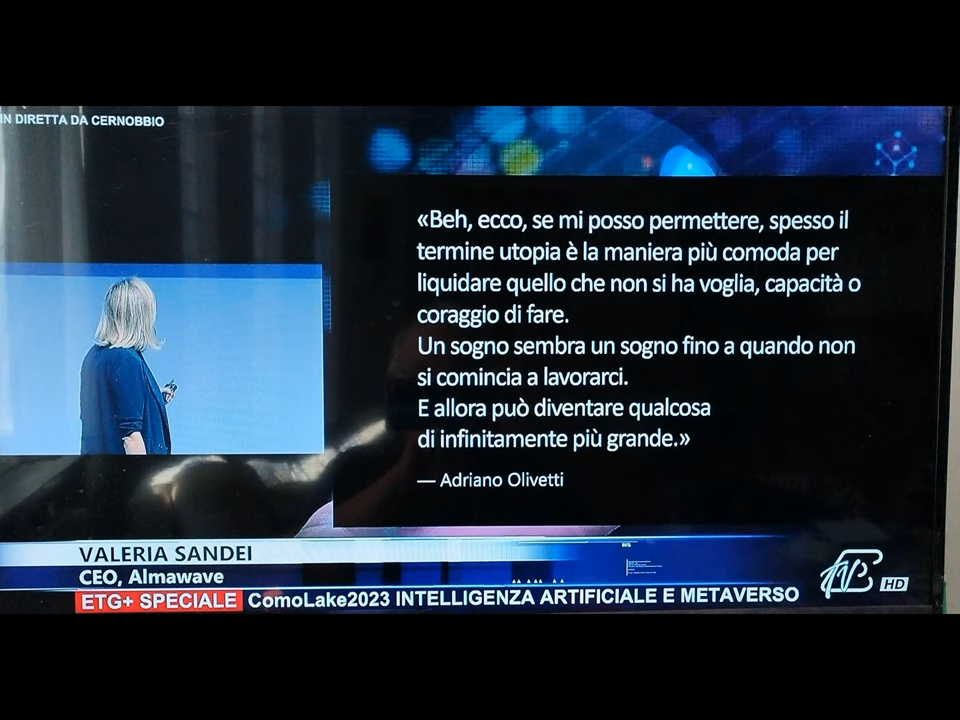 IN DIRETTA DA CERNOBBIO
«Beh, ecco, se mi posso permettere, spesso il
termine utopia è la maniera più comoda per
liquidare quello che non si ha voglia, capacità o
coraggio di fare.
Un sogno sembra un sogno fino a quando non
si comincia a lavorarci.
E allora può diventare qualcosa
di infinitamente più grande.»
— Adriano Olivetti
VALERIA SANDEI
CEO, Almawave
ETG+ SPECIALE ComoLake2023 INTELLIGENZA ARTIFICIALE E METAVERSO
HD